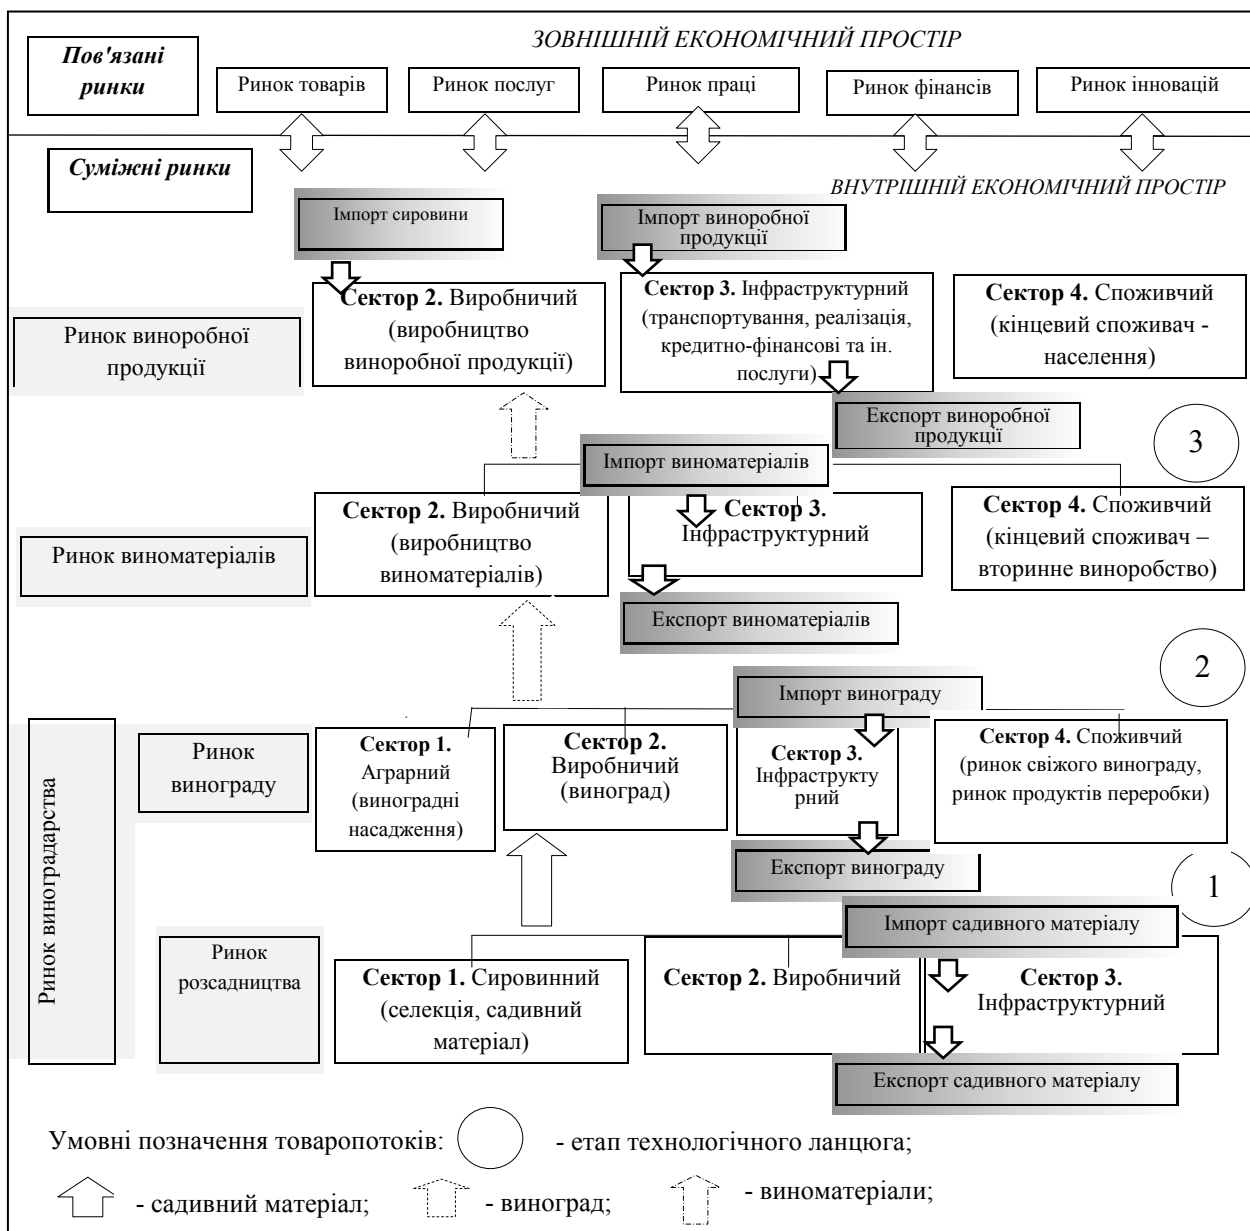 Пов'язані
ринки
ЗОВНІШНІЙ ЕКОНОМІЧНИЙ ПРОСТІР
Ринок товарів
Ринок послуг
Ринок праці
Ринок фінансів
Ринок інновацій
Суміжні ринки
ВНУТРІШНІЙ ЕКОНОМІЧНИЙ ПРОСТІР
Імпорт сировини
Імпорт виноробної
продукції
Ринок виноробної
продукції
Сектор 2. Виробничий
(виробництво
виноробної продукції)
Сектор 3. Інфраструктурний
(транспортування, реалізація,
кредитно-фінансові та ін.
послуги)
Сектор 4. Споживчий
(кінцевий споживач -
населення)
Експорт виноробної
продукції
3
Імпорт виноматеріалів
Ринок виноматеріалів
Сектор 2. Виробничий
(виробництво
виноматеріалів)
Сектор 3.
Інфраструктурний
Сектор 4. Споживчий
(кінцевий споживач –
вторинне виноробство)
Експорт виноматеріалів
2
Імпорт винограду
Ринок виноградарства
Ринок
винограду
Сектор 1.
Аграрний
(виноградні
насадження)
Сектор 2.
Виробничий
(виноград)
Сектор 3.
Інфраструкту
рний
Сектор 4. Споживчий
(ринок свіжого винограду,
ринок продуктів переробки)
Експорт винограду
1
Імпорт садивного матеріалу
Ринок
розсадництва
Сектор 1. Сировинний
(селекція, садивний
матеріал)
Сектор 2. Виробничий
Сектор 3.
Інфраструктурний
Експорт садивного матеріалу
Умовні позначення товаропотоків:
- етап технологічного ланцюга;
- садивний матеріал;
- виноград;
- виноматеріали;